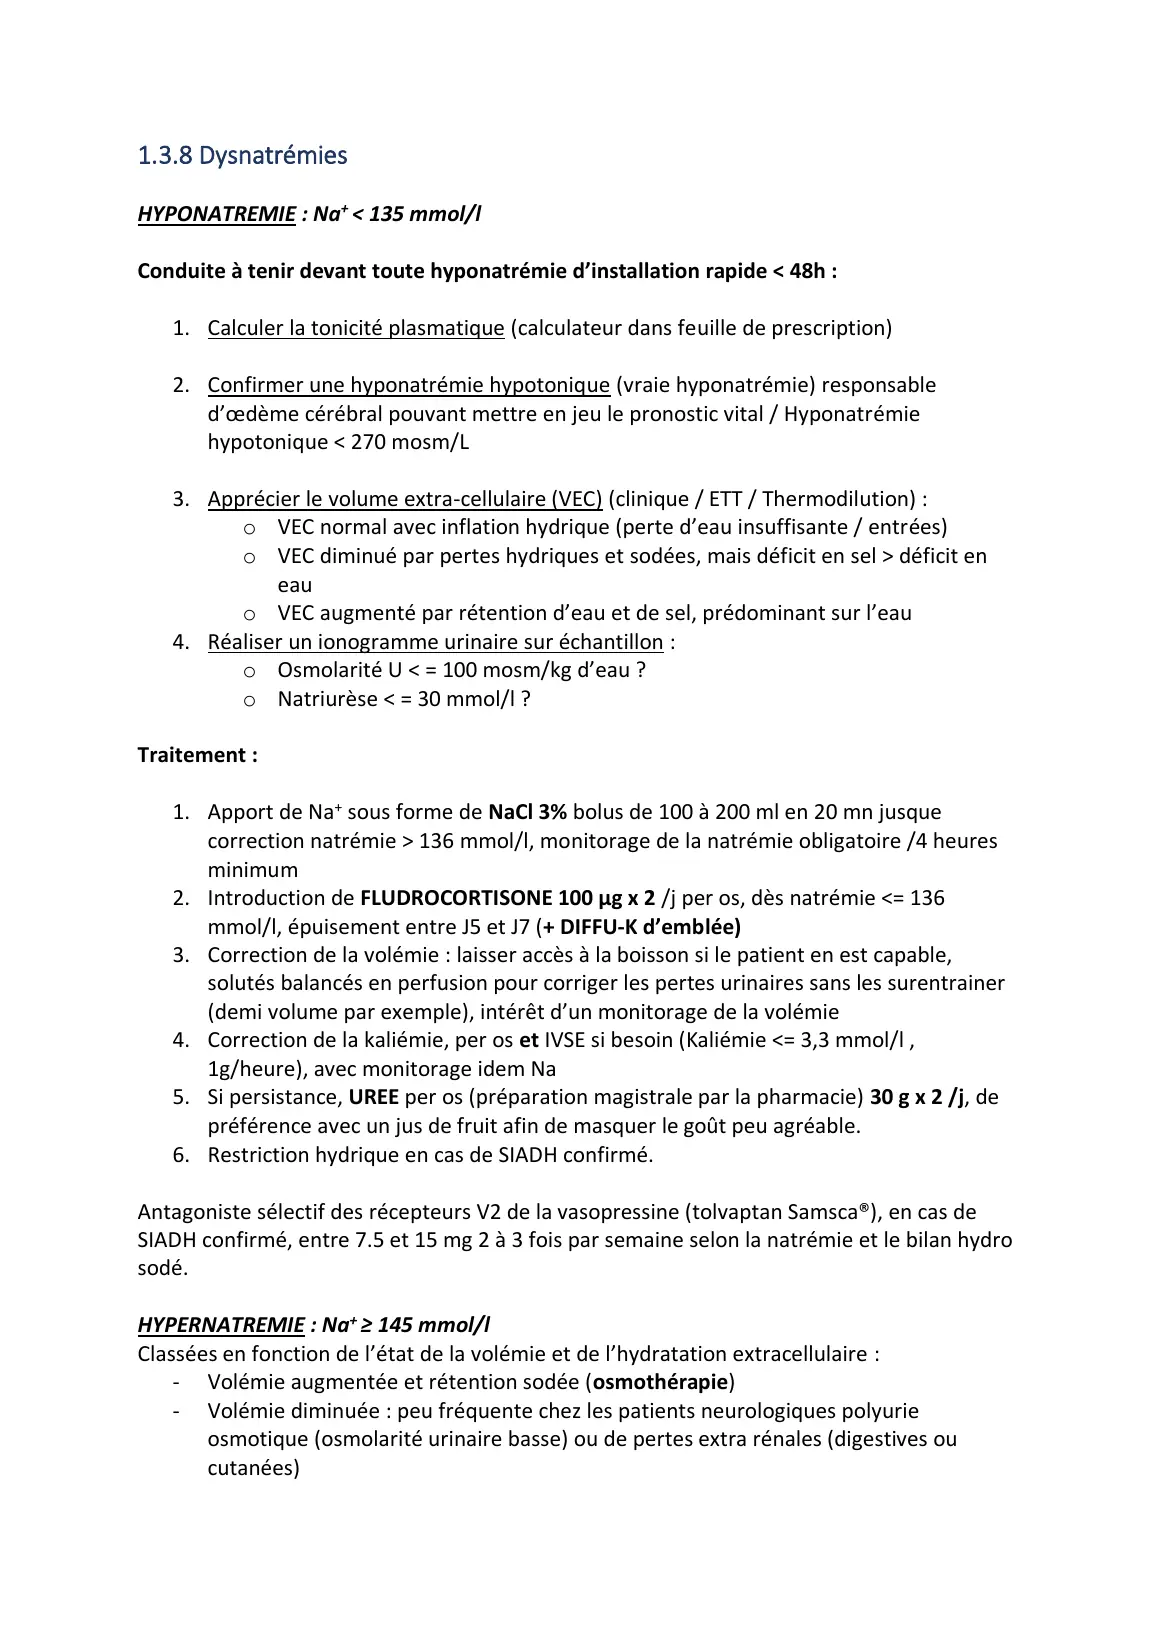 1.3.8 Dysnatrémies
HYPONATREMIE : Na⁺ < 135 mmol/l
Conduite à tenir devant toute hyponatrémie d’installation rapide < 48h :
1. Calculer la tonicité plasmatique (calculateur dans feuille de prescription)
2. Confirmer une hyponatrémie hypotonique (vraie hyponatrémie) responsable
d’œdème cérébral pouvant mettre en jeu le pronostic vital / Hyponatrémie
hypotonique < 270 mosm/L
3. Apprécier le volume extra-cellulaire (VEC) (clinique / ETT / Thermodilution) :
o VEC normal avec inflation hydrique (perte d’eau insuffisante / entrées)
o VEC diminué par pertes hydriques et sodées, mais déficit en sel > déficit en
eau
o VEC augmenté par rétention d’eau et de sel, prédominant sur l’eau
4. Réaliser un ionogramme urinaire sur échantillon :
o Osmolarité U < = 100 mosm/kg d’eau ?
o Natriurèse < = 30 mmol/l ?
Traitement :
1. Apport de Na⁺ sous forme de NaCl 3% bolus de 100 à 200 ml en 20 mn jusque
correction natrémie > 136 mmol/l, monitorage de la natrémie obligatoire /4 heures
minimum
2. Introduction de FLUDROCORTISONE 100 µg x 2 /j per os, dès natrémie <= 136
mmol/l, épuisement entre J5 et J7 (+ DIFFU-K d’emblée)
3. Correction de la volémie : laisser accès à la boisson si le patient en est capable,
solutés balancés en perfusion pour corriger les pertes urinaires sans les surentrainer
(demi volume par exemple), intérêt d’un monitorage de la volémie
4. Correction de la kaliémie, per os et IVSE si besoin (Kaliémie <= 3,3 mmol/l ,
1g/heure), avec monitorage idem Na
5. Si persistance, UREE per os (préparation magistrale par la pharmacie) 30 g x 2 /j, de
préférence avec un jus de fruit afin de masquer le goût peu agréable.
6. Restriction hydrique en cas de SIADH confirmé.
Antagoniste sélectif des récepteurs V2 de la vasopressine (tolvaptan Samsca®), en cas de
SIADH confirmé, entre 7.5 et 15 mg 2 à 3 fois par semaine selon la natrémie et le bilan hydro
sodé.
HYPERNATREMIE : Na⁺ ≥ 145 mmol/l
Classées en fonction de l’état de la volémie et de l’hydratation extracellulaire :
- Volémie augmentée et rétention sodée (osmothérapie)
- Volémie diminuée : peu fréquente chez les patients neurologiques polyurie
osmotique (osmolarité urinaire basse) ou de pertes extra rénales (digestives ou
cutanées)